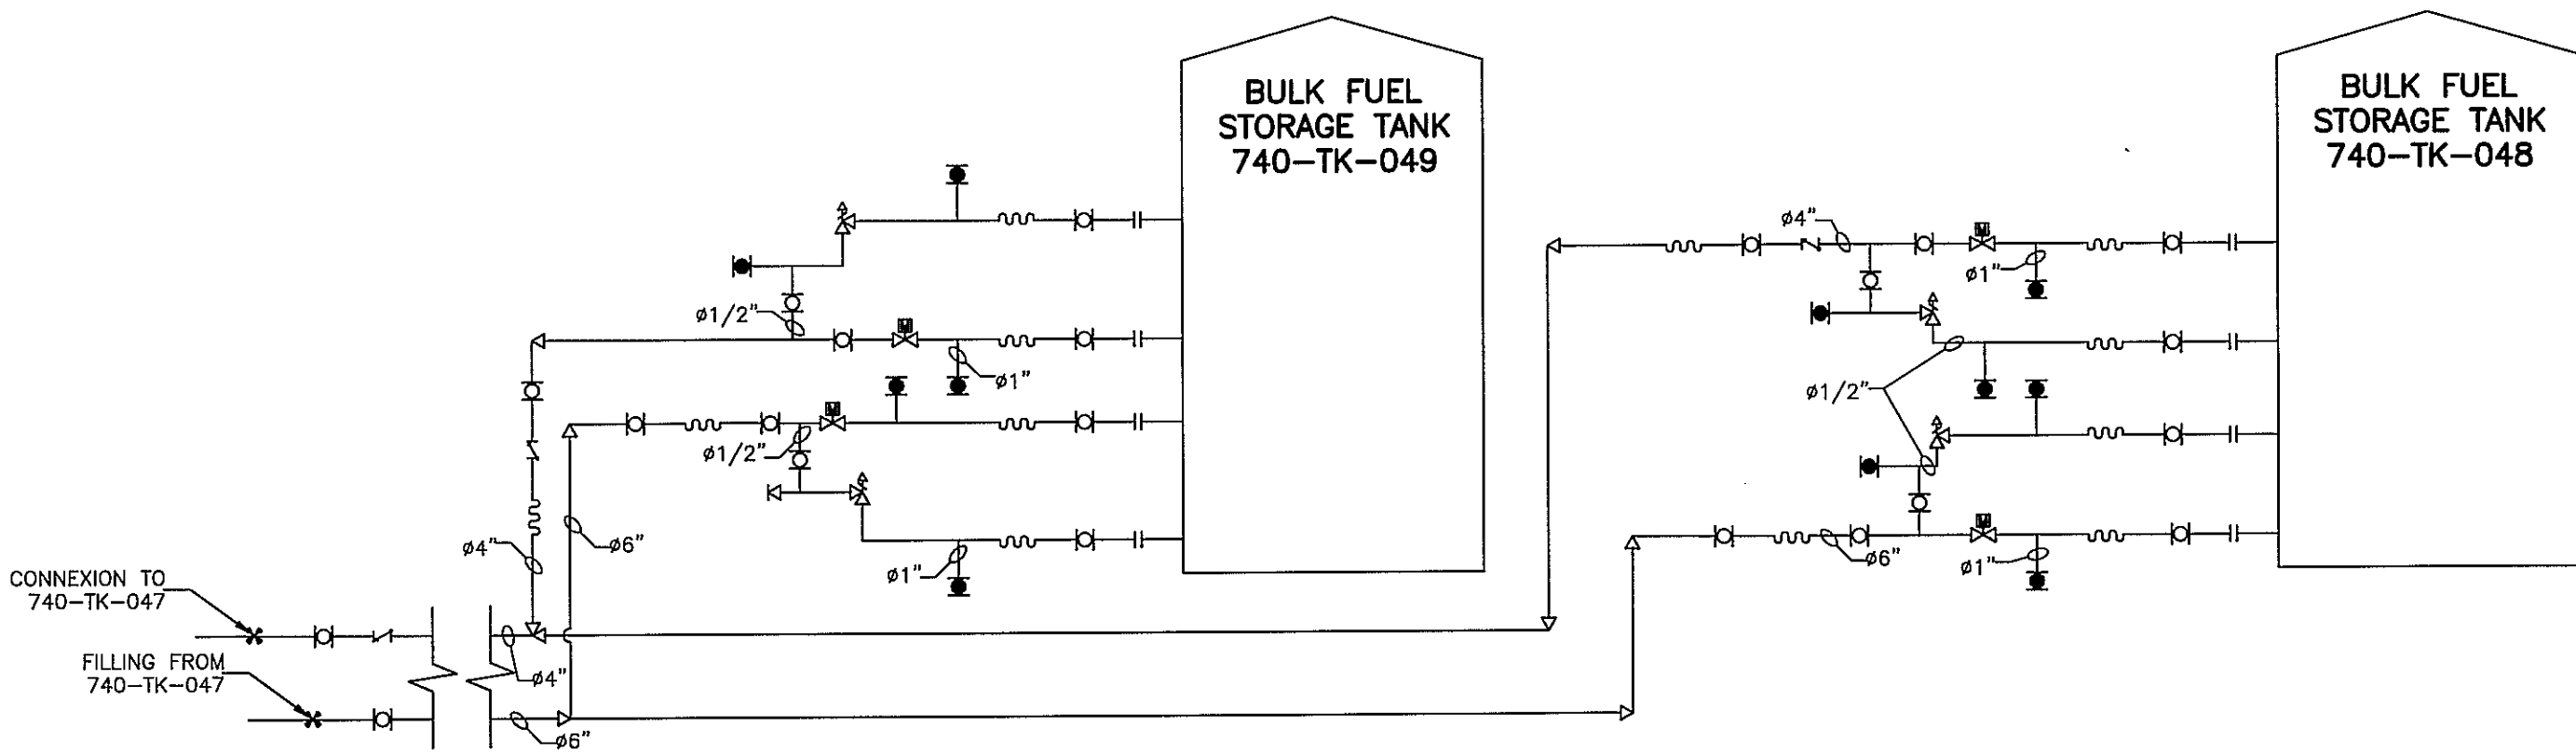 BULK FUEL
STORAGE TANK
740-TK-049
BULK FUEL
STORAGE TANK
740-TK-048
ø4"
ø1"
ø1/2"
M
M
ø1"
ø1/2"
M
ø1/2"
M
ø4"
ø6"
ø1"
ø6"
ø1"
CONNEXION TO
740-TK-047
FILLING FROM
740-TK-047
ø4"
ø6"